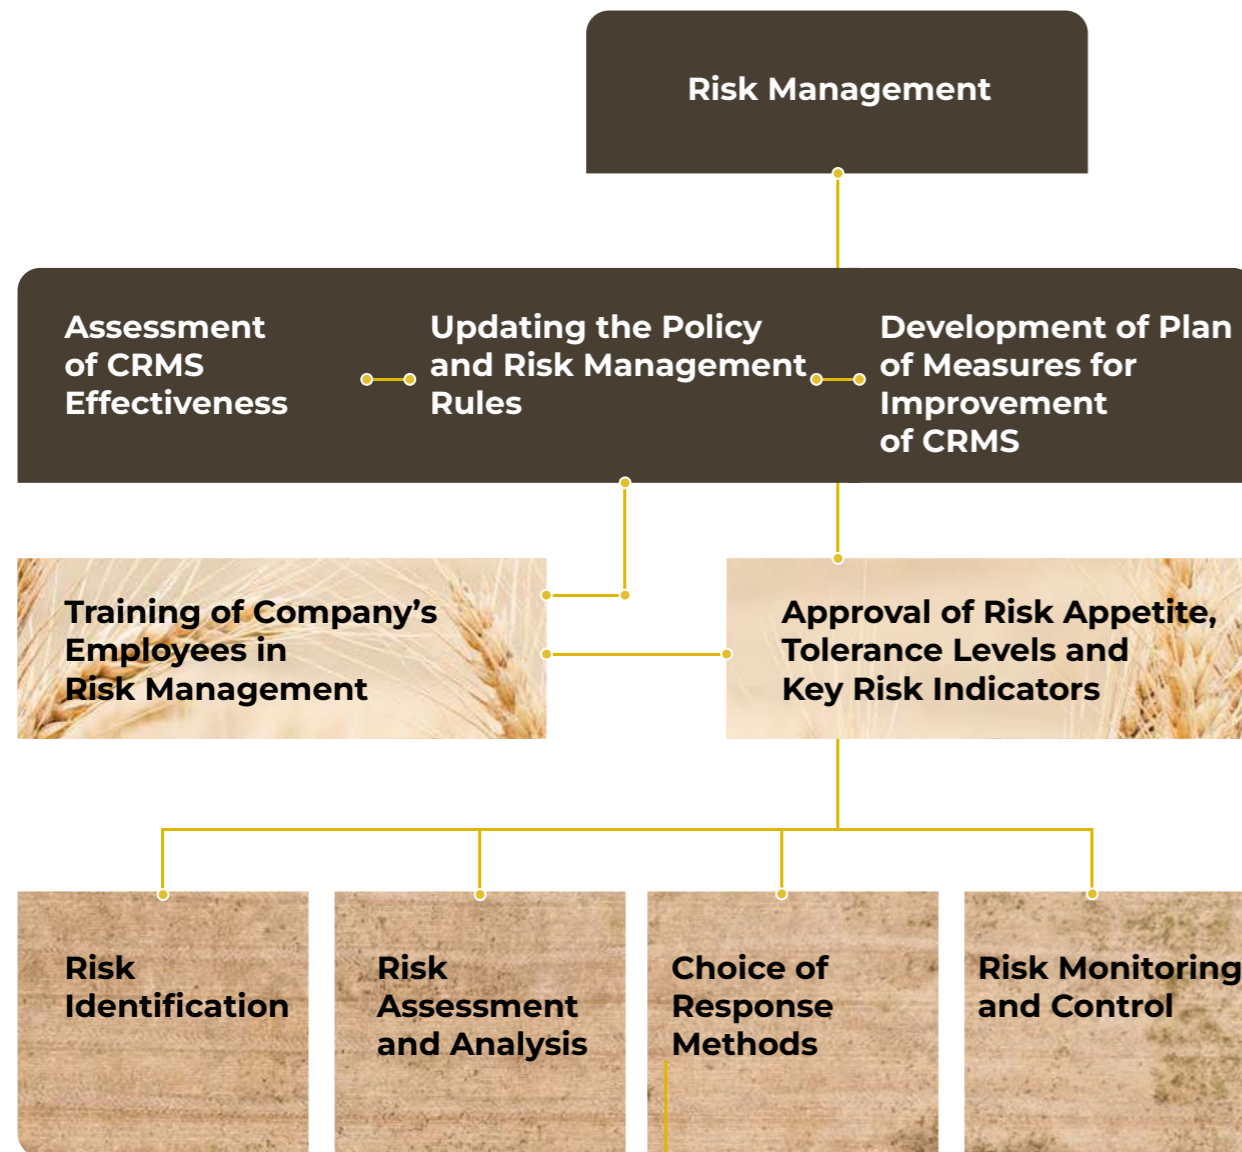 Risk Management
Assessment
of CRMS
Effectiveness
Updating the Policy
and Risk Management
Rules
Development of Plan
of Measures for
Improvement
of CRMS
Training of Company’s
Employees in
Risk Management
Approval of Risk Appetite,
Tolerance Levels and
Key Risk Indicators
Risk
Identification
Risk
Assessment
and Analysis
Choice of
Response
Methods
Risk Monitoring
and Control